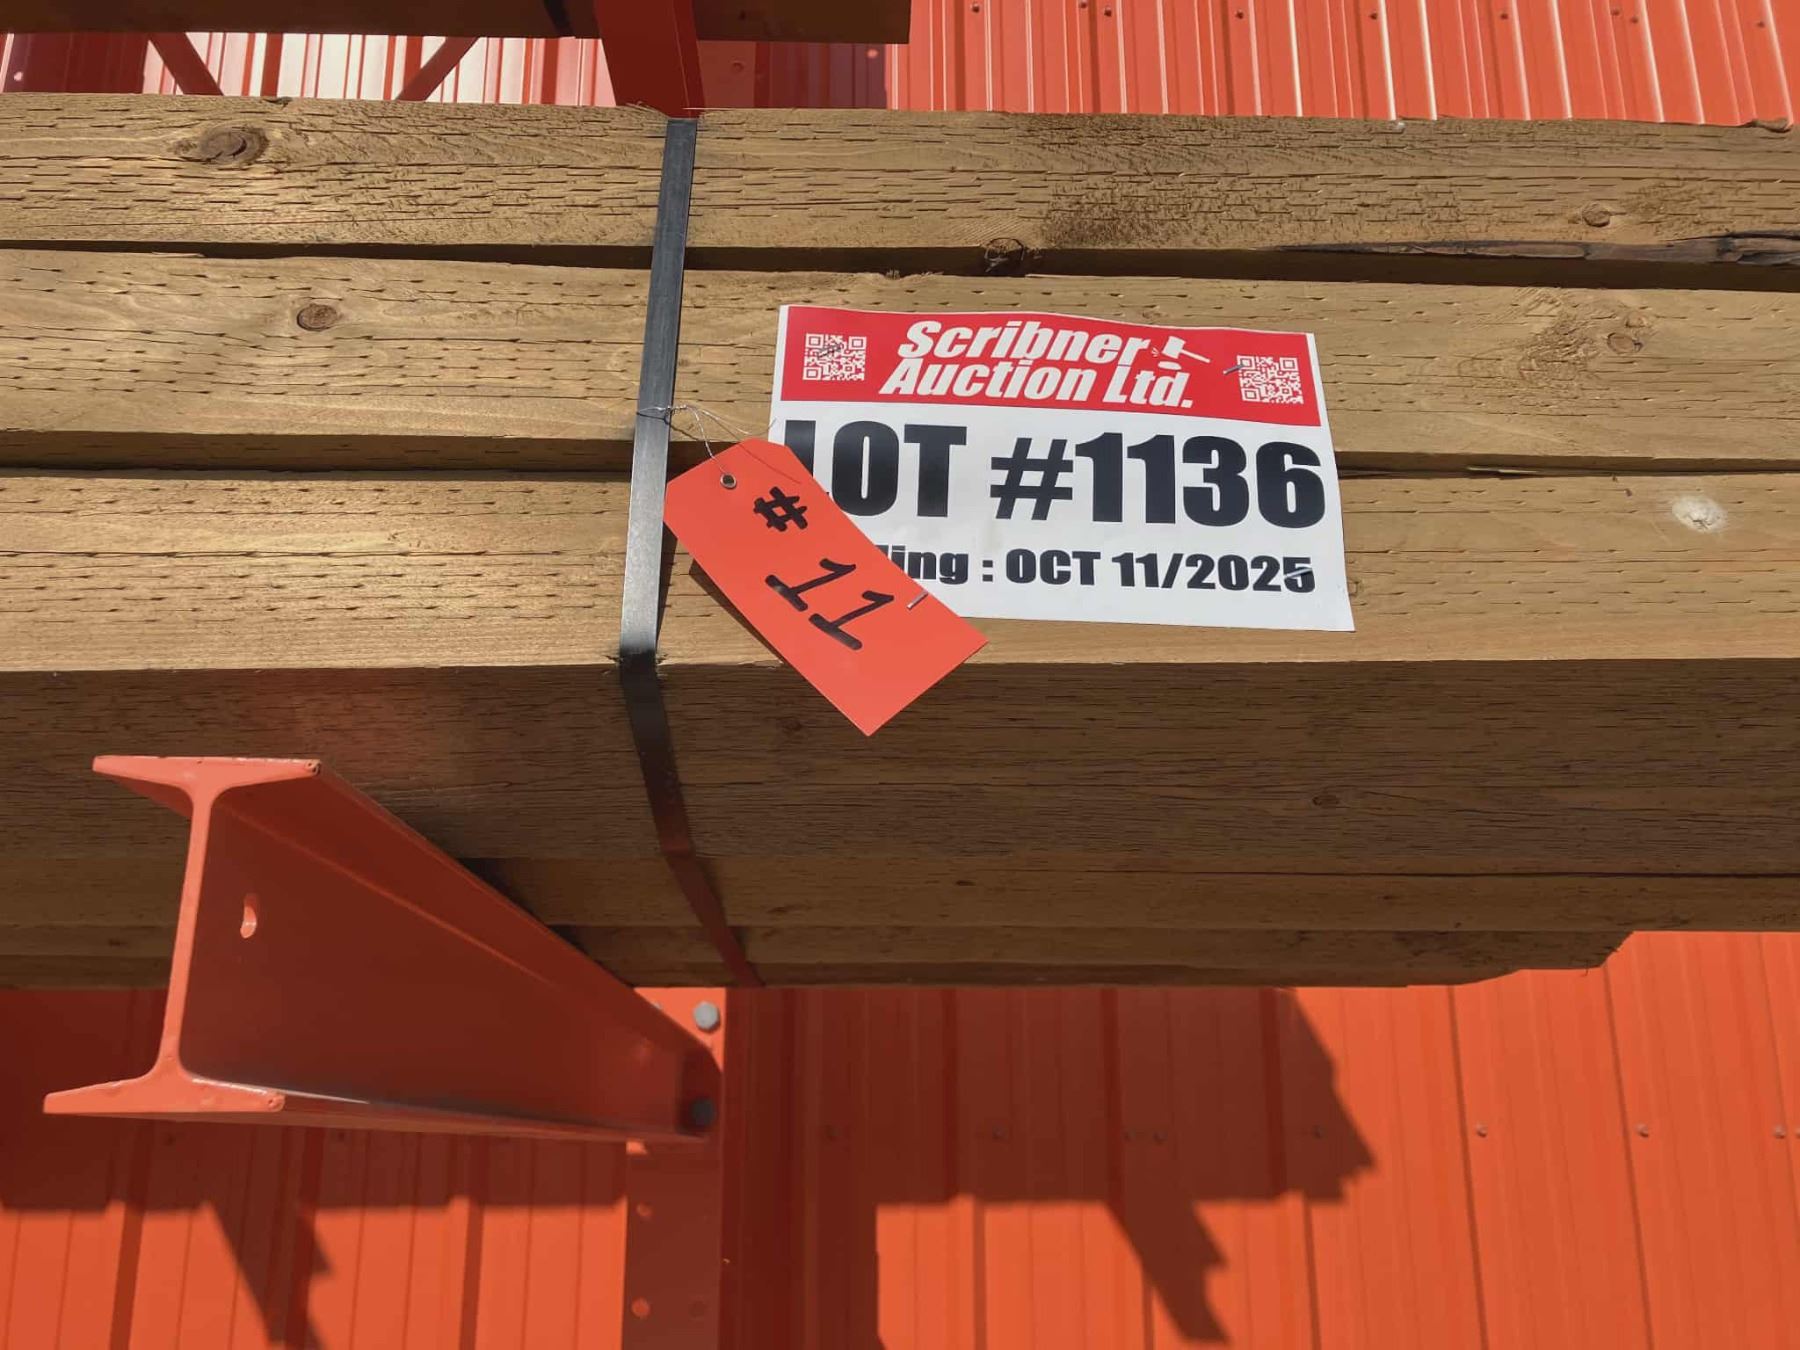 Scribner
Auction Ltd.
LOT #1136
ing : OCT 11/2025
# 11